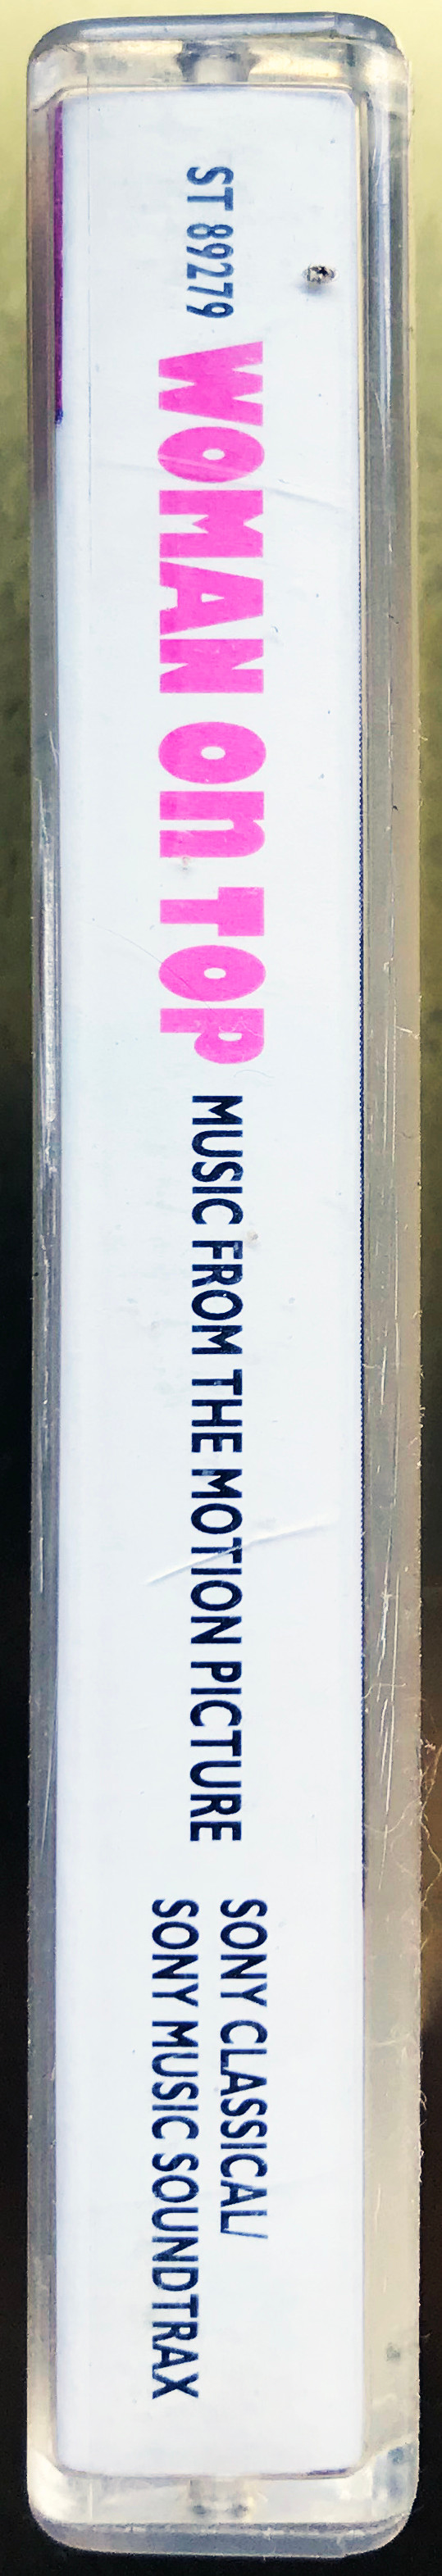 ST 89279 WOMAN on TOP MUSIC FROM THE MOTION PICTURE
SONY CLASSICAL/
SONY MUSIC SOUNDTRAX